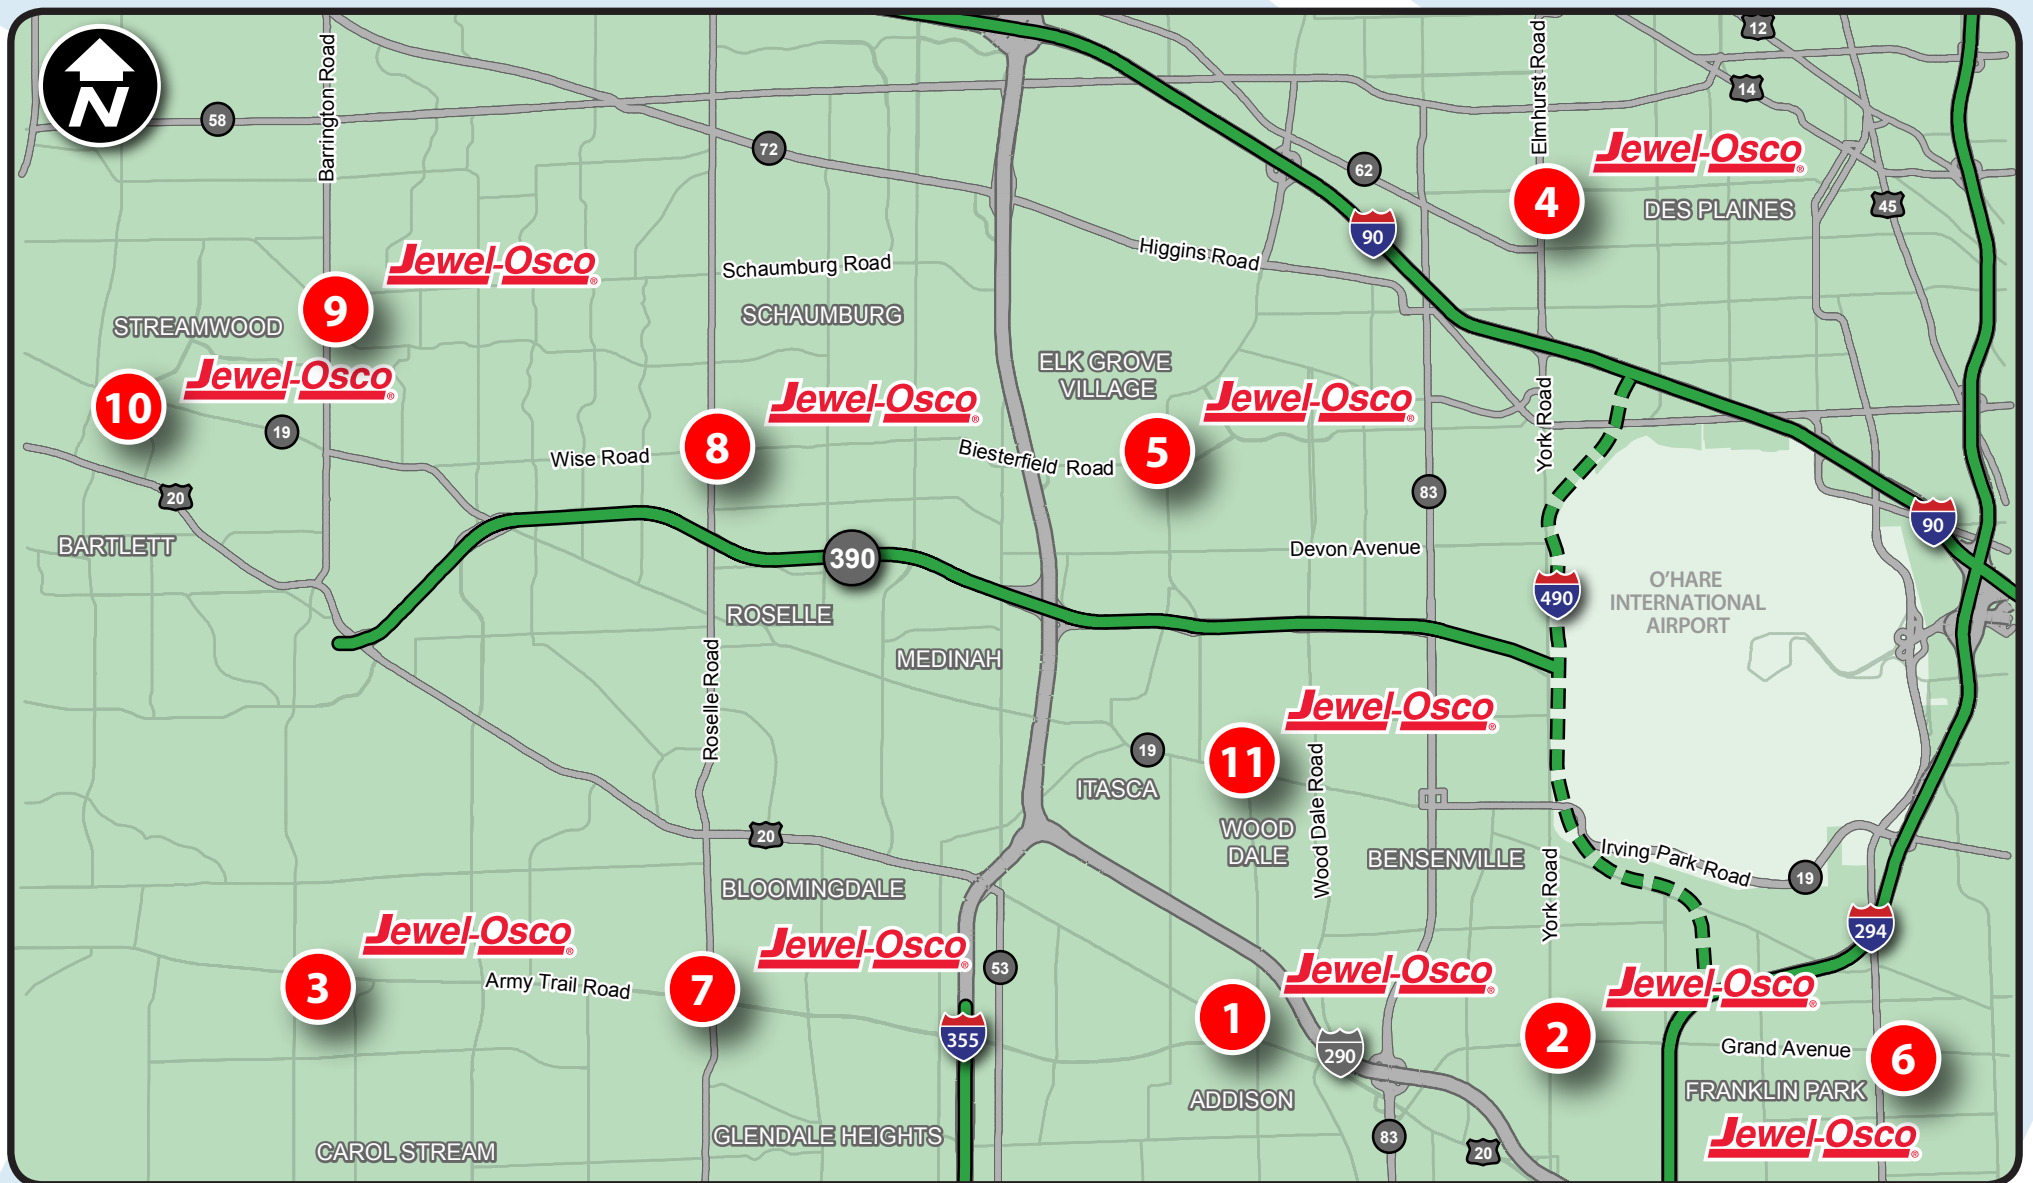 12
Elmhurst Road
Barrington Road
N
58
14
72
Jewel-Osco®
62
4
45
DES PLAINES
90
Higgins Road
Jewel-Osco®
Schaumburg Road
9
SCHAUMBURG
STREAMWOOD
ELK GROVE
VILLAGE
Jewel-Osco®
10
Jewel-Osco®
Jewel-Osco®
York Road
19
8
5
Wise Road
Biesterfield Road
20
83
90
BARTLETT
390
Devon Avenue
490
O'HARE
INTERNATIONAL
AIRPORT
ROSELLE
MEDINAH
Roselle Road
Jewel-Osco®
19
11
ITASCA
Wood Dale Road
20
WOOD
DALE
BENSENVILLE
York Road
Irving Park Road
19
BLOOMINGDALE
Jewel-Osco®
Jewel-Osco®
294
53
Jewel-Osco®
Jewel-Osco®
3
Army Trail Road
7
1
2
355
290
Grand Avenue
6
ADDISON
FRANKLIN PARK
GLENDALE HEIGHTS
83
Jewel-Osco®
CAROL STREAM
20